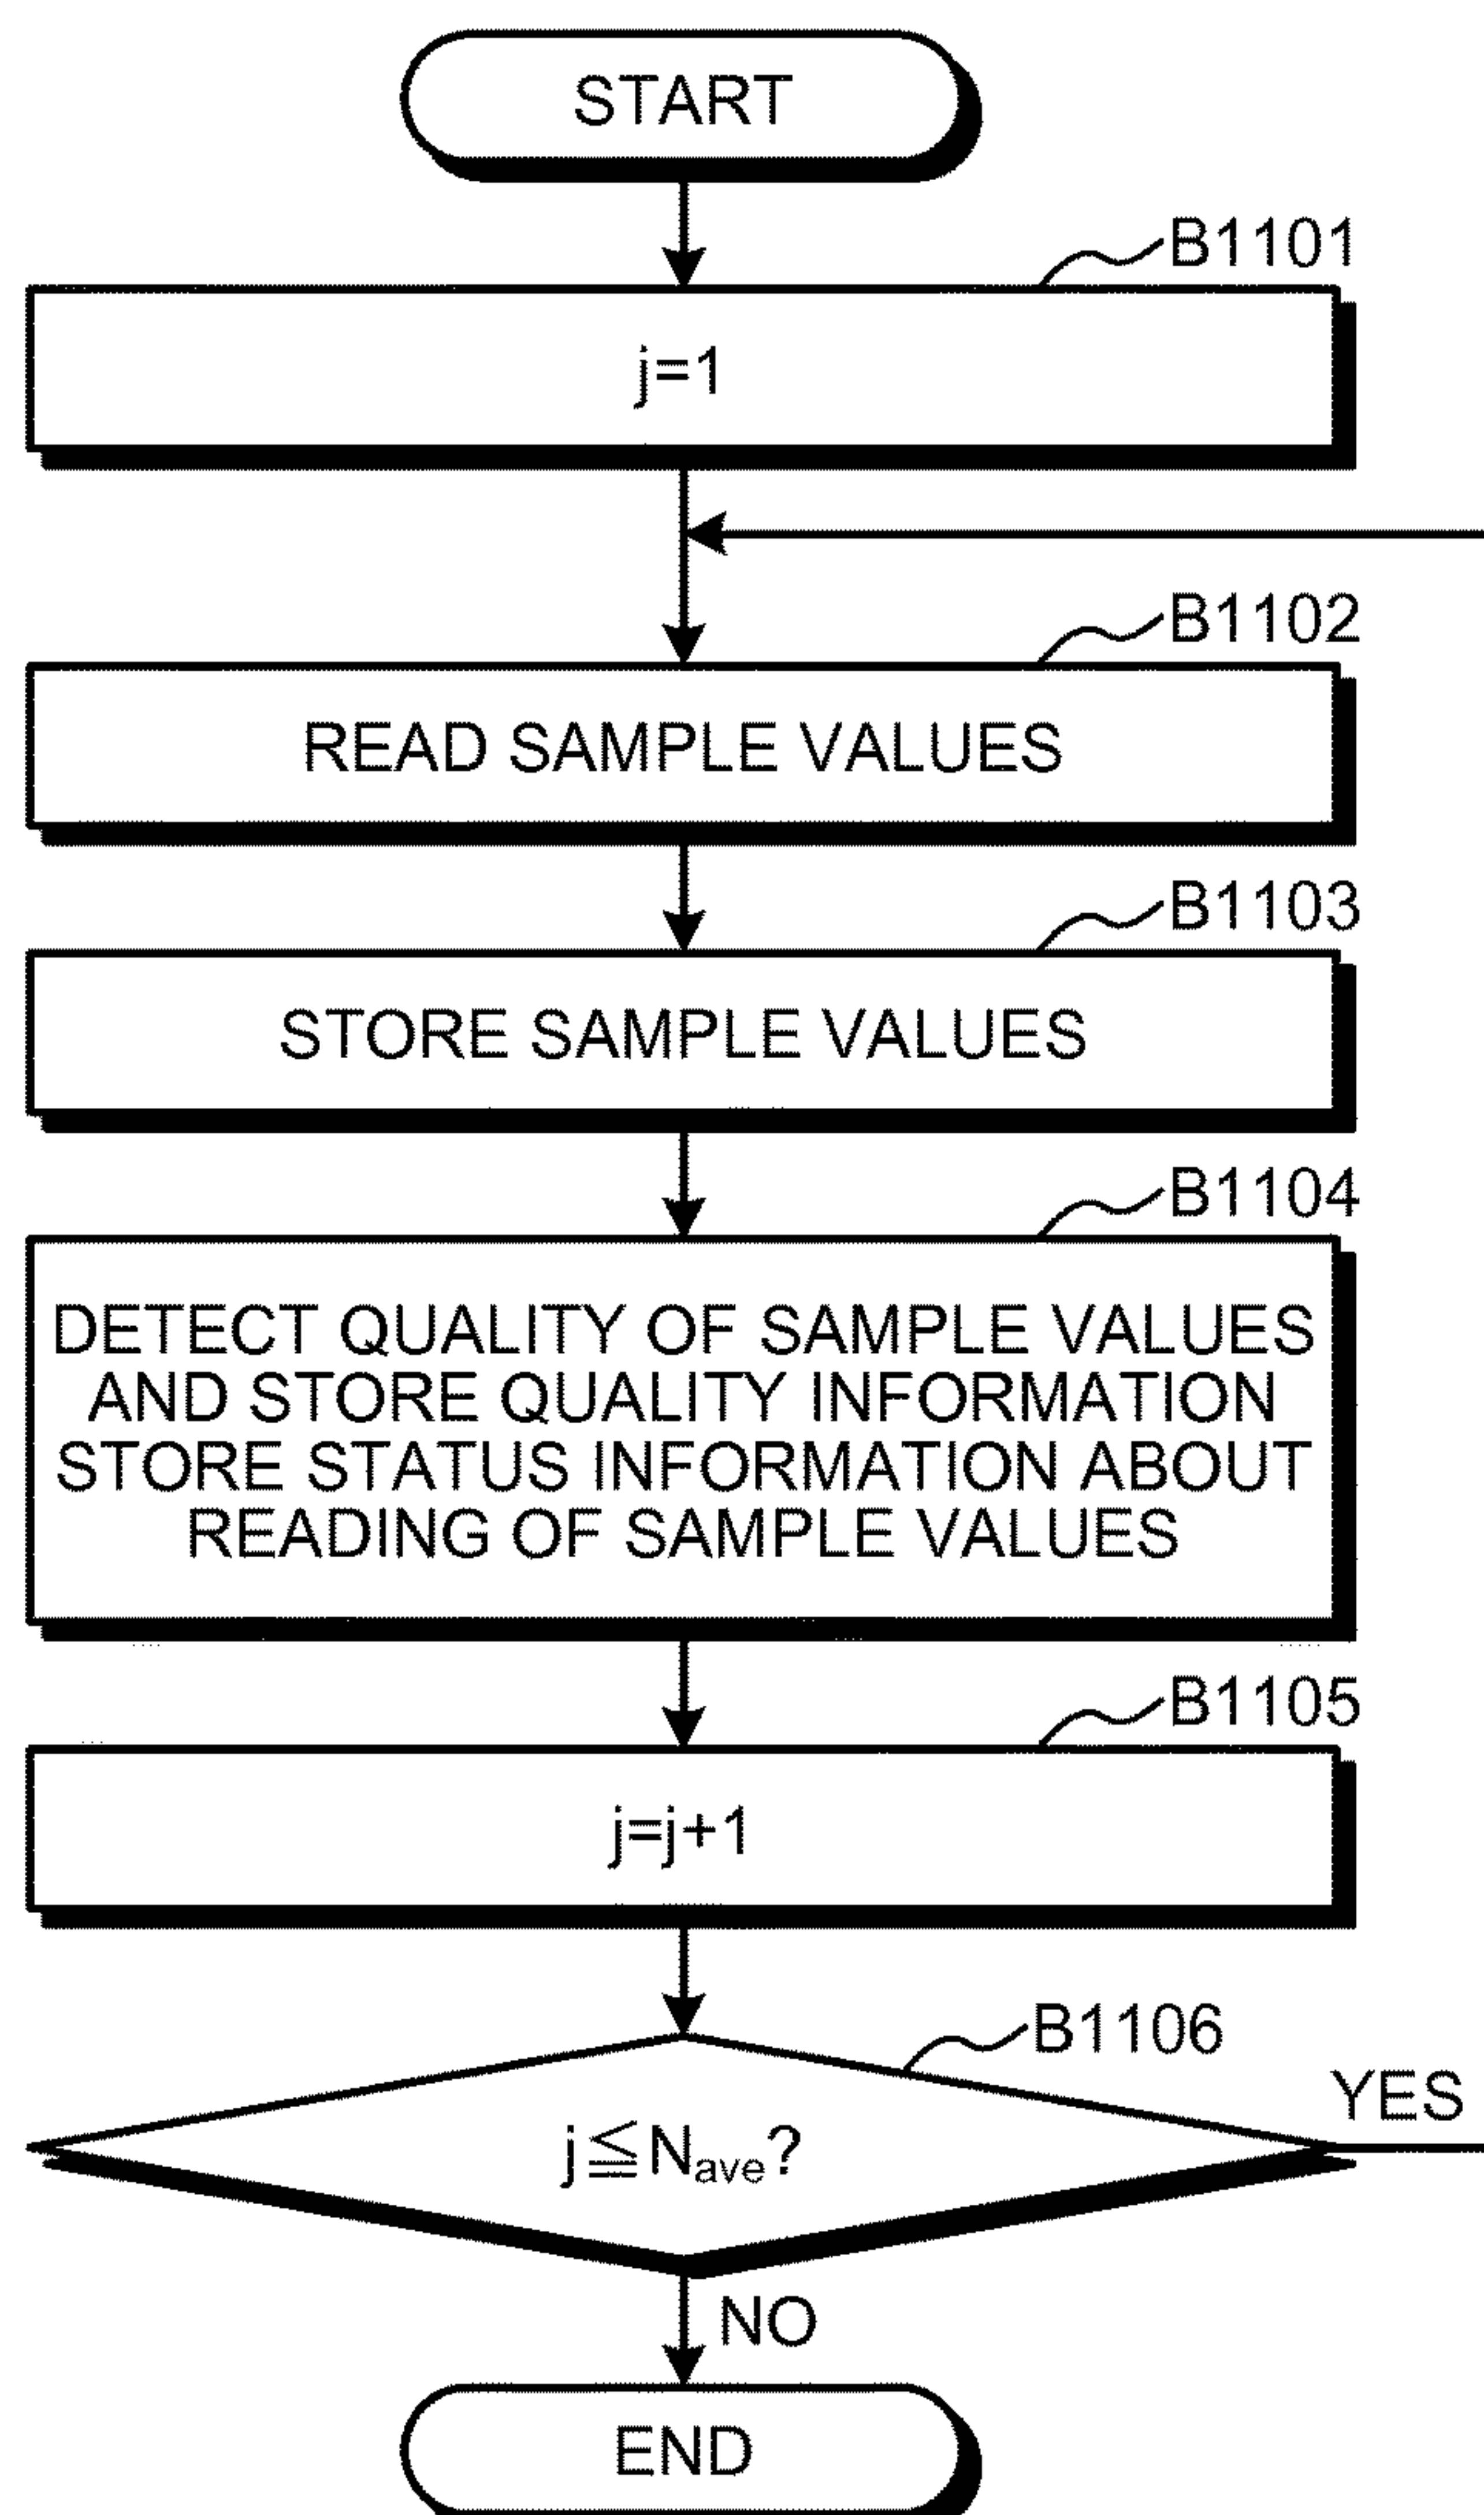 START
B1101
j=1
B1102
READ SAMPLE VALUES
B1103
STORE SAMPLE VALUES
B1104
DETECT QUALITY OF SAMPLE VALUES
AND STORE QUALITY INFORMATION
STORE STATUS INFORMATION ABOUT
READING OF SAMPLE VALUES
B1105
j=j+1
B1106
YES
j≦Nave?
NO
END